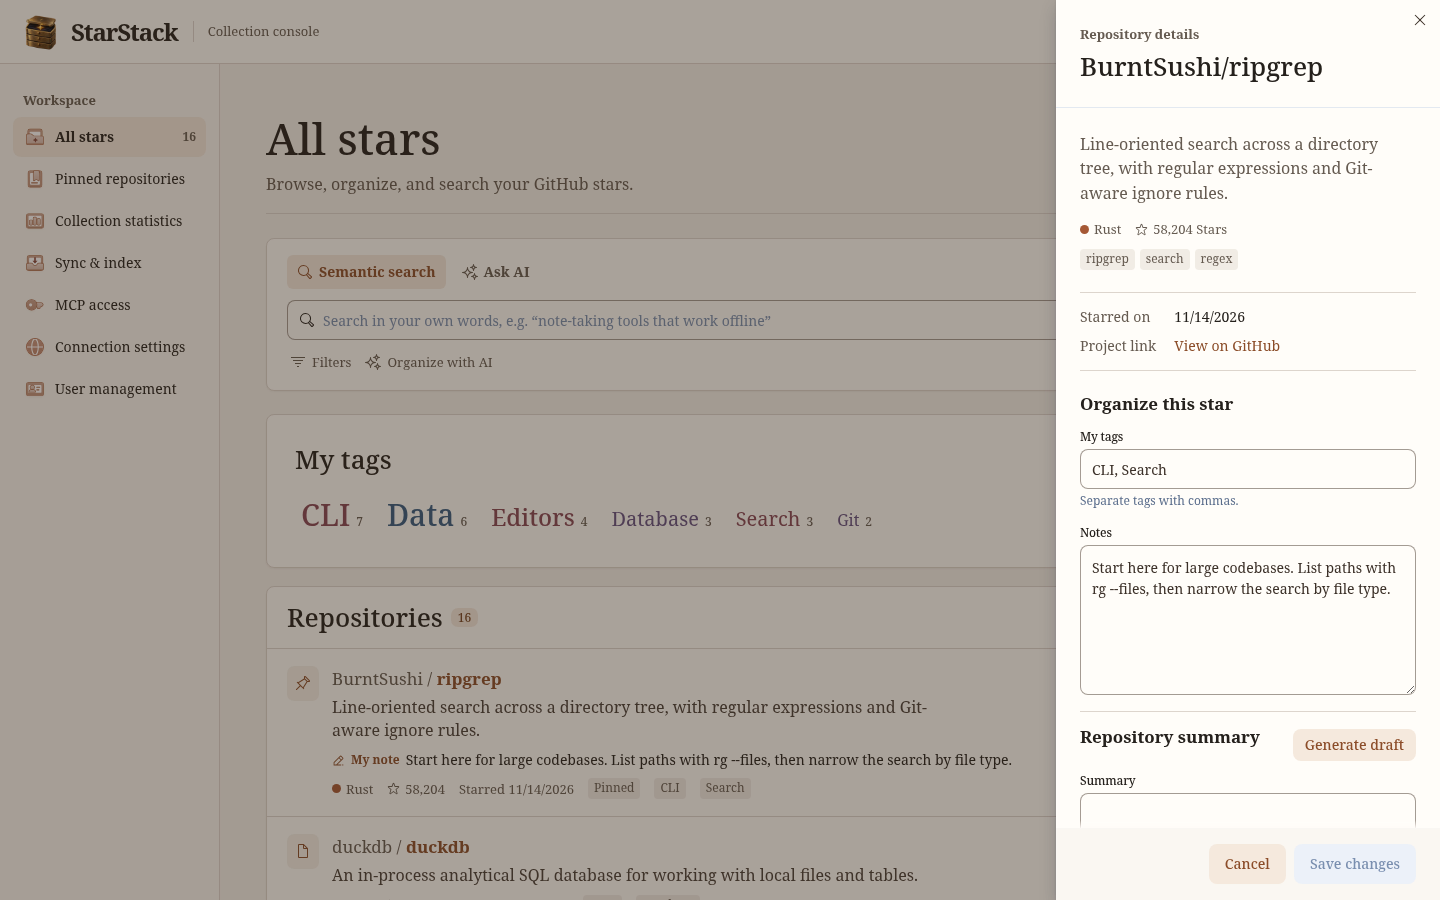 StarStack
Collection console
Workspace
All stars 16
Pinned repositories
Collection statistics
Sync & index
MCP access
Connection settings
User management
All stars
Browse, organize, and search your GitHub stars.
Semantic search
Ask AI
Search in your own words, e.g. “note-taking tools that work offline”
Filters
Organize with AI
My tags
CLI 7 Data 6 Editors 4 Database 3 Search 3 Git 2
Repositories 16
BurntSushi / ripgrep
Line-oriented search across a directory tree, with regular expressions and Git-
aware ignore rules.
My note Start here for large codebases. List paths with rg --files, then narrow the search by file type.
Rust 58,204 Starred 11/14/2026 Pinned CLI Search
duckdb / duckdb
An in-process analytical SQL database for working with local files and tables.
Repository details
BurntSushi/ripgrep
Line-oriented search across a directory
tree, with regular expressions and Git-
aware ignore rules.
Rust 58,204 Stars
ripgrep search regex
Starred on 11/14/2026
Project link View on GitHub
Organize this star
My tags
CLI, Search
Separate tags with commas.
Notes
Start here for large codebases. List paths with
rg --files, then narrow the search by file type.
Repository summary
Generate draft
Summary
Cancel
Save changes